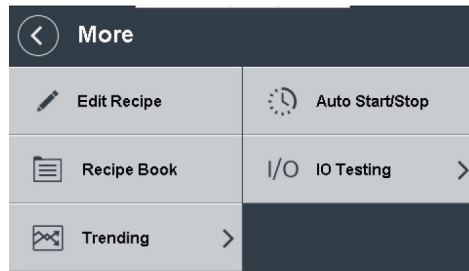 More
Edit Recipe
Auto Start/Stop
Recipe Book
I/O IO Testing
Trending